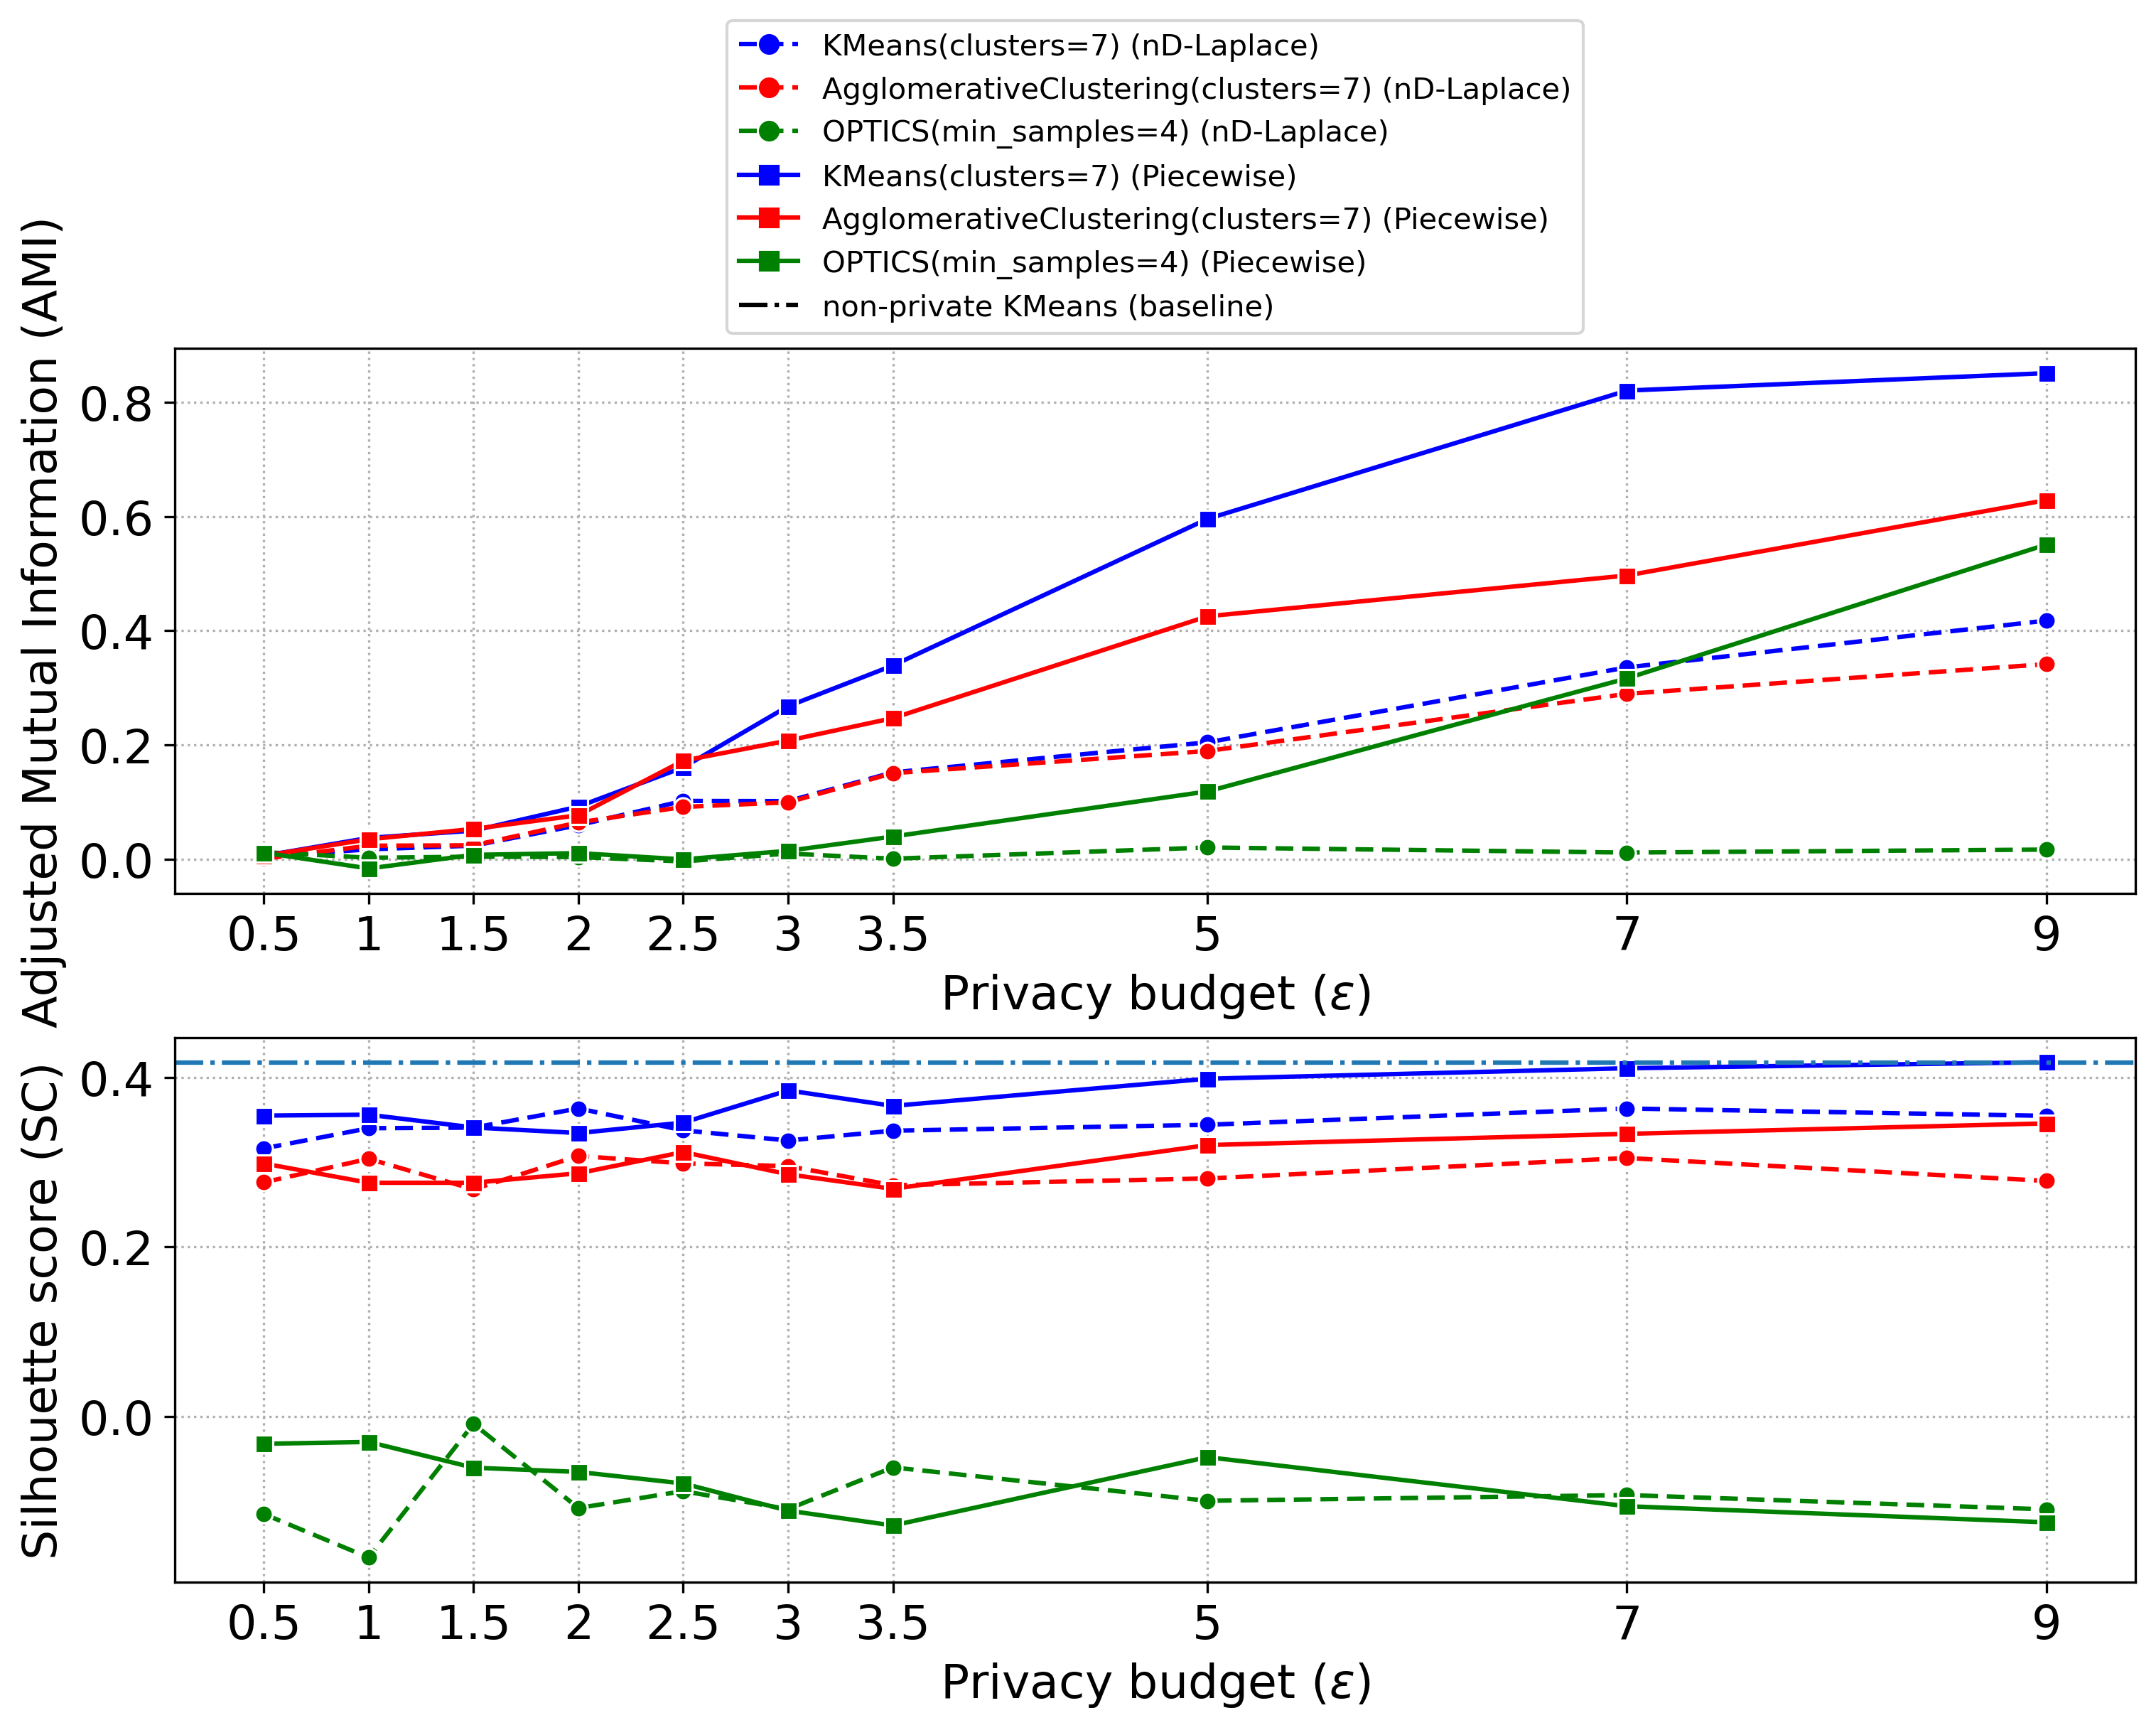 KMeans(clusters=7) (nD-Laplace)
AgglomerativeClustering(clusters=7) (nD-Laplace)
OPTICS(min_samples=4) (nD-Laplace)
KMeans(clusters=7) (Piecewise)
AgglomerativeClustering(clusters=7) (Piecewise)
OPTICS(min_samples=4) (Piecewise)
non-private KMeans (baseline)
Adjusted Mutual Information (AMI)
0.8
0.6
0.4
0.2
0.0
0.5 1 1.5 2 2.5 3 3.5 5 7 9
Privacy budget (ε)
Silhouette score (SC)
0.4
0.2
0.0
0.5 1 1.5 2 2.5 3 3.5 5 7 9
Privacy budget (ε)